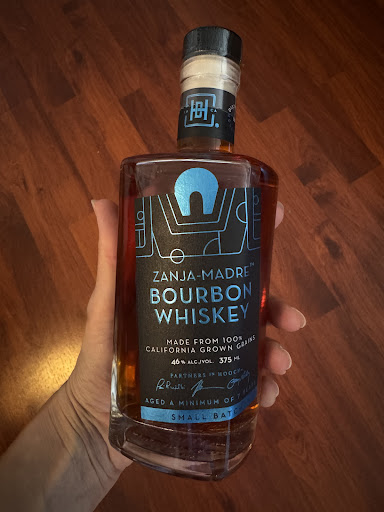 ZANJA-MADRE™
BOURBON
WHISKEY
MADE FROM 100%
CALIFORNIA GROWN GRAINS
46% ALC./VOL. 375 ML
PARTNERS IN HOOCH
AGED A MINIMUM OF
SMALL BATCH